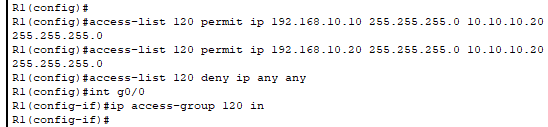 R1(config)#
R1(config)#access-list 120 permit ip 192.168.10.10 255.255.255.0 10.10.10.20
255.255.255.0
R1(config)#access-list 120 permit ip 192.168.10.20 255.255.255.0 10.10.10.20
255.255.255.0
R1(config)#access-list 120 deny ip any any
R1(config)#int g0/0
R1(config-if)#ip access-group 120 in
R1(config-if)#